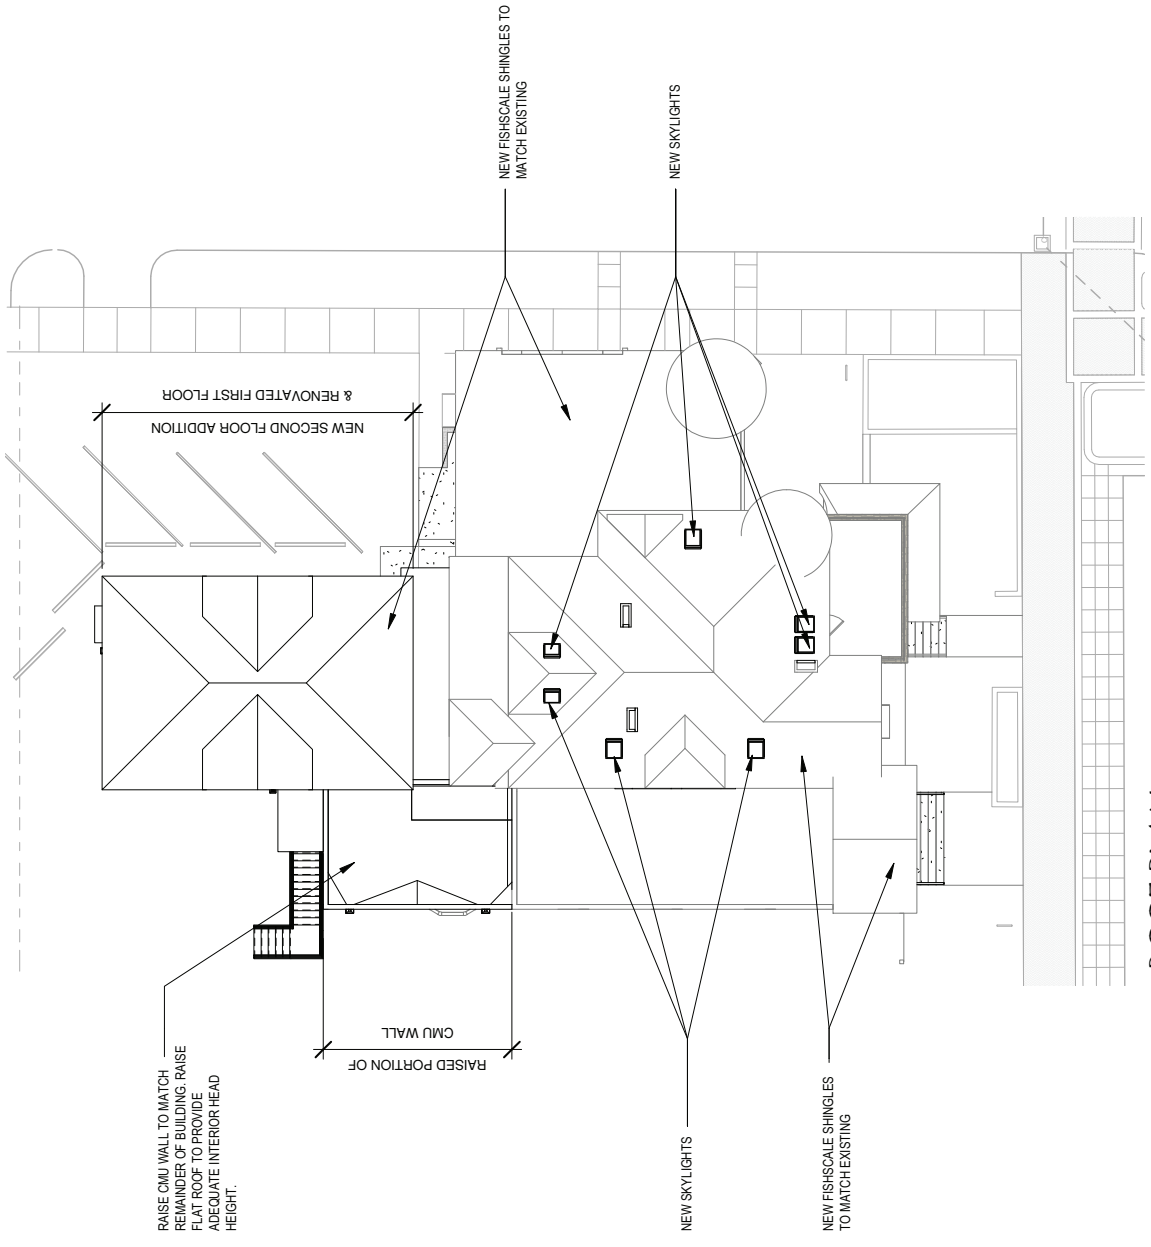 NEW FISHSCALE SHINGLES TO
MATCH EXISTING
NEW SKYLIGHTS
NEW SECOND FLOOR ADDITION
& RENOVATED FIRST FLOOR
RAISED PORTION OF
CMU WALL
RAISE CMU WALL TO MATCH
REMAINDER OF BUILDING. RAISE
FLAT ROOF TO PROVIDE
ADEQUATE INTERIOR HEAD
HEIGHT.
NEW SKYLIGHTS
NEW FISHSCALE SHINGLES
TO MATCH EXISTING